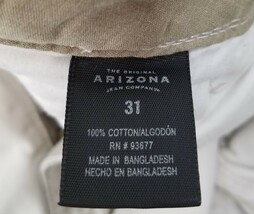 THE ORIGINAL
ARIZONA
JEAN COMPANY
31
100% COTTON/ALGODÓN
RN # 93677
MADE IN BANGLADESH
HECHO EN BANGLADESH